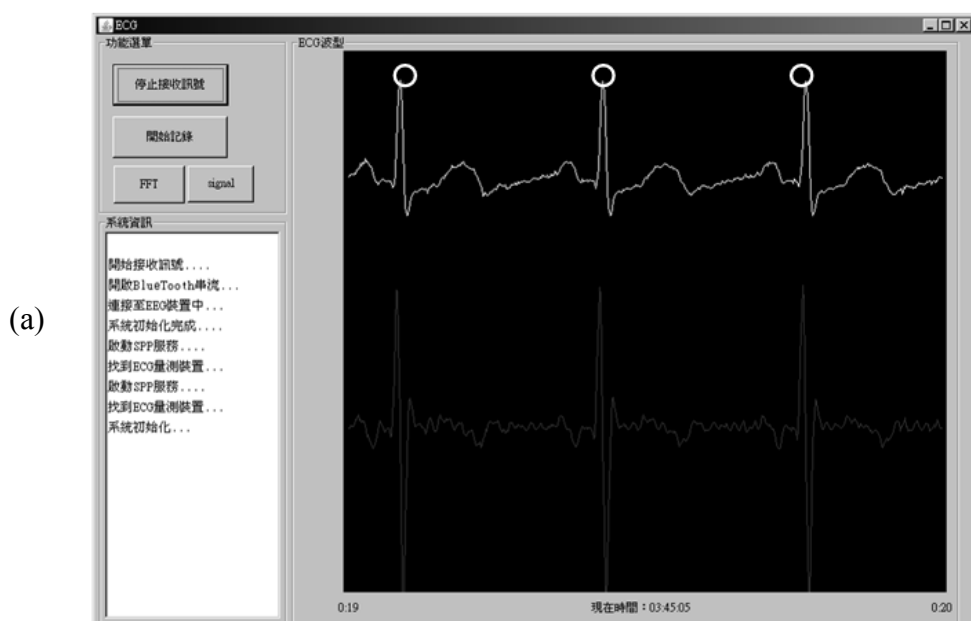 ECG
功能選單
ECG波型
停止接收訊號
開始記錄
FFT
signal
系統資訊
開始接收訊號....
開啟BlueTooth串流...
連接至EEG裝置中...
系統初始化完成....
啟動SPP服務....
找到ECG量測裝置...
啟動SPP服務....
找到ECG量測裝置...
系統初始化...
(a)
0:19
現在時間：03:45:05
0:20